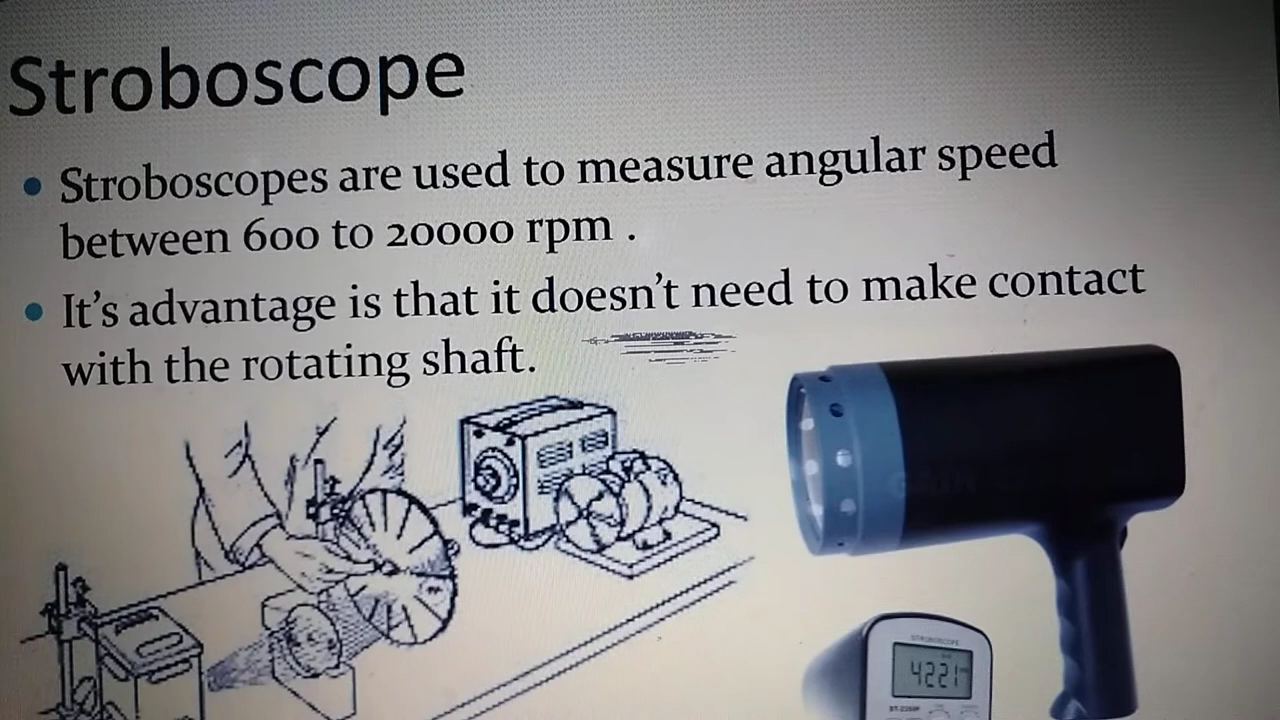 Stroboscope
• Stroboscopes are used to measure angular speed
between 600 to 20000 rpm .
• It's advantage is that it doesn't need to make contact
with the rotating shaft.
STROBOSCOPE
4221